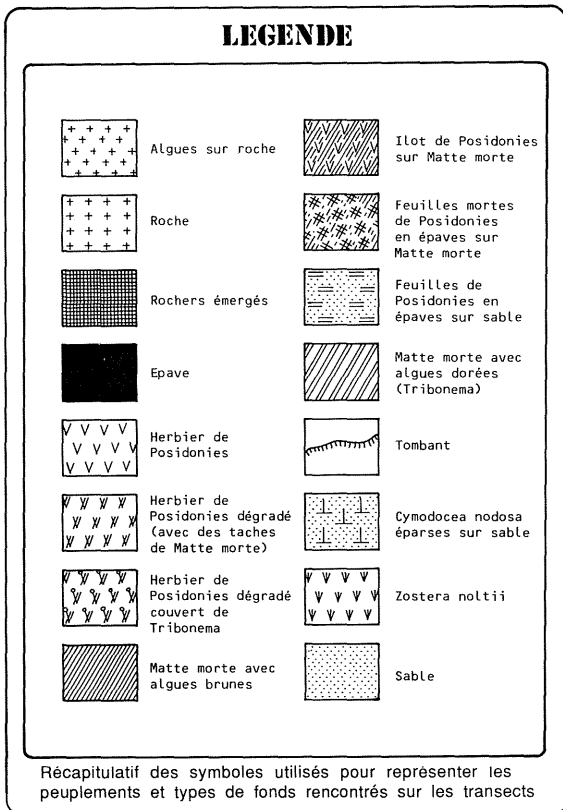 LEGENDE
Algues sur roche
Roche
Rochers émergés
Epave
Herbier de
Posidonies
Herbier de
Posidonies dégradé
(avec des taches
de Matte morte)
Herbier de
Posidonies dégradé
couvert de
Tribonema
Matte morte avec
algues brunes
Ilot de Posidonies
sur Matte morte
Feuilles mortes
de Posidonies
en épaves sur
Matte morte
Feuilles de
Posidonies en
épaves sur sable
Matte morte avec
algues dorées
(Tribonema)
Tombant
Cymodocea nodosa
éparses sur sable
Zostera noltii
Sable
Récapitulatif des symboles utilisés pour représenter les
peuplements et types de fonds rencontrés sur les transects